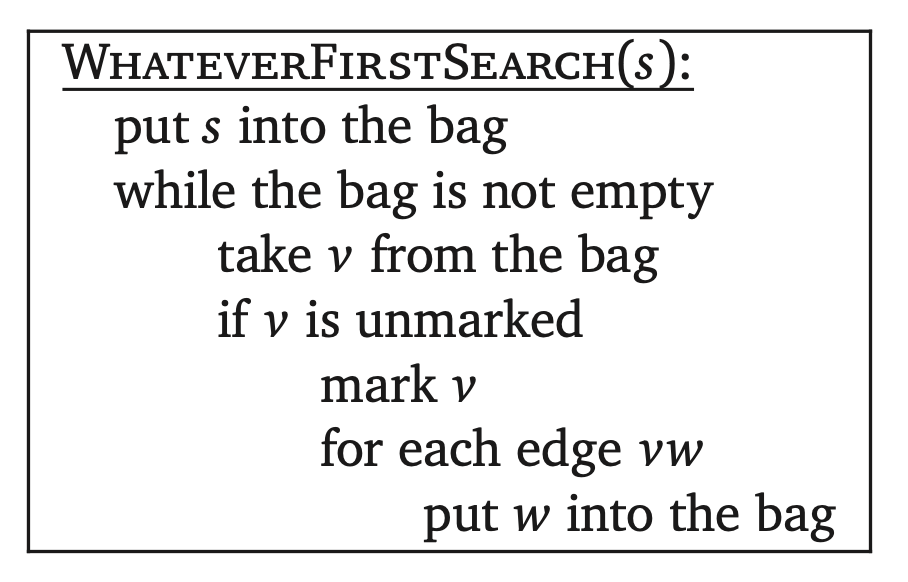 WHATEVERFIRSTSEARCH(s):
put s into the bag
while the bag is not empty
take v from the bag
if v is unmarked
mark v
for each edge vw
put w into the bag